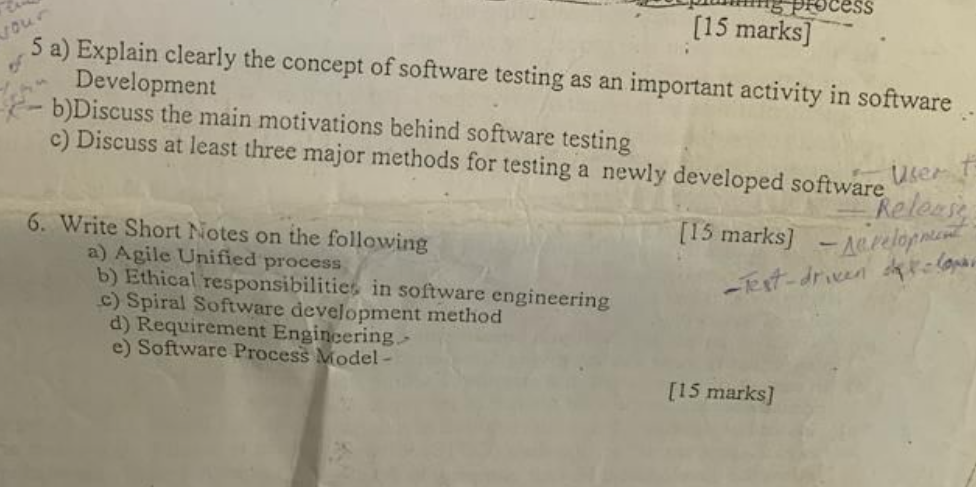 process
[15 marks]
your
5 a) Explain clearly the concept of software testing as an important activity in software
Development
b)Discuss the main motivations behind software testing
c) Discuss at least three major methods for testing a newly developed software
User
- Release
[15 marks] - Development
- Test-driven
6. Write Short Notes on the following
a) Agile Unified process
b) Ethical responsibilities in software engineering
c) Spiral Software development method
d) Requirement Engineering -
e) Software Process Model -
[15 marks]